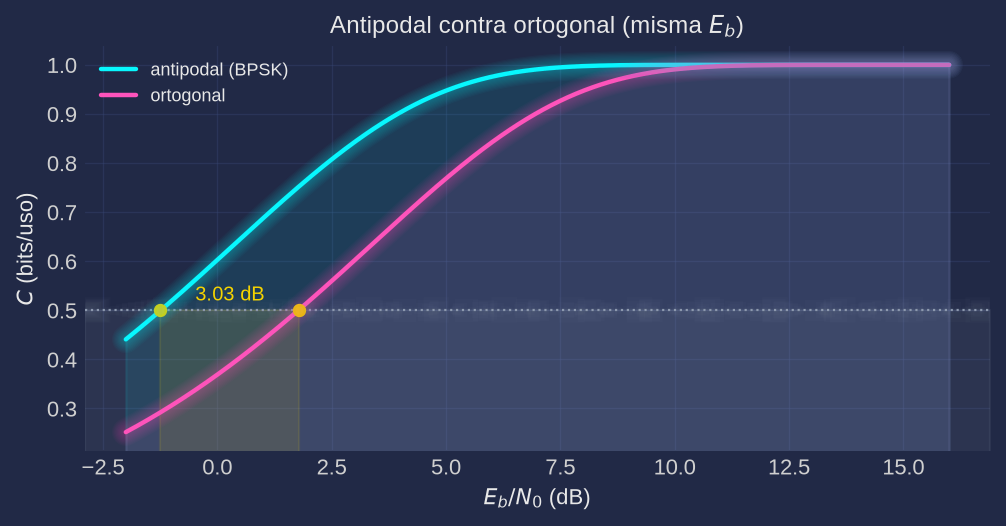 Antipodal contra ortogonal (misma E_b)
antipodal (BPSK)
ortogonal
C (bits/uso)
1.0
0.9
0.8
0.7
0.6
0.5
0.4
0.3
3.03 dB
−2.5 0.0 2.5 5.0 7.5 10.0 12.5 15.0
E_b/N_0 (dB)